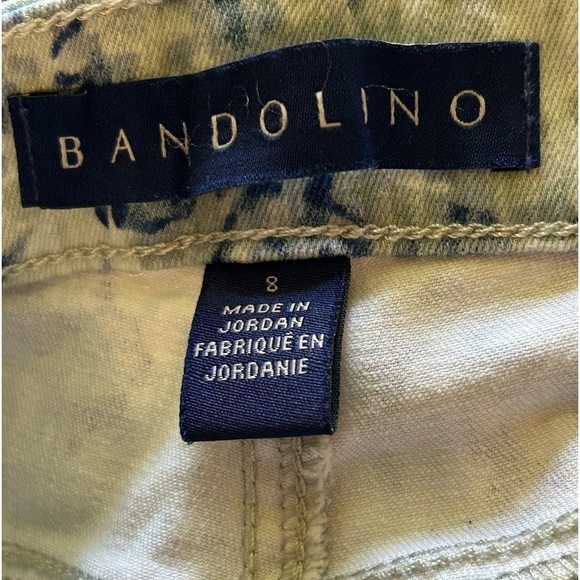 BANDOLINO
8
MADE IN
JORDAN
FABRIQUÉ EN
JORDANIE